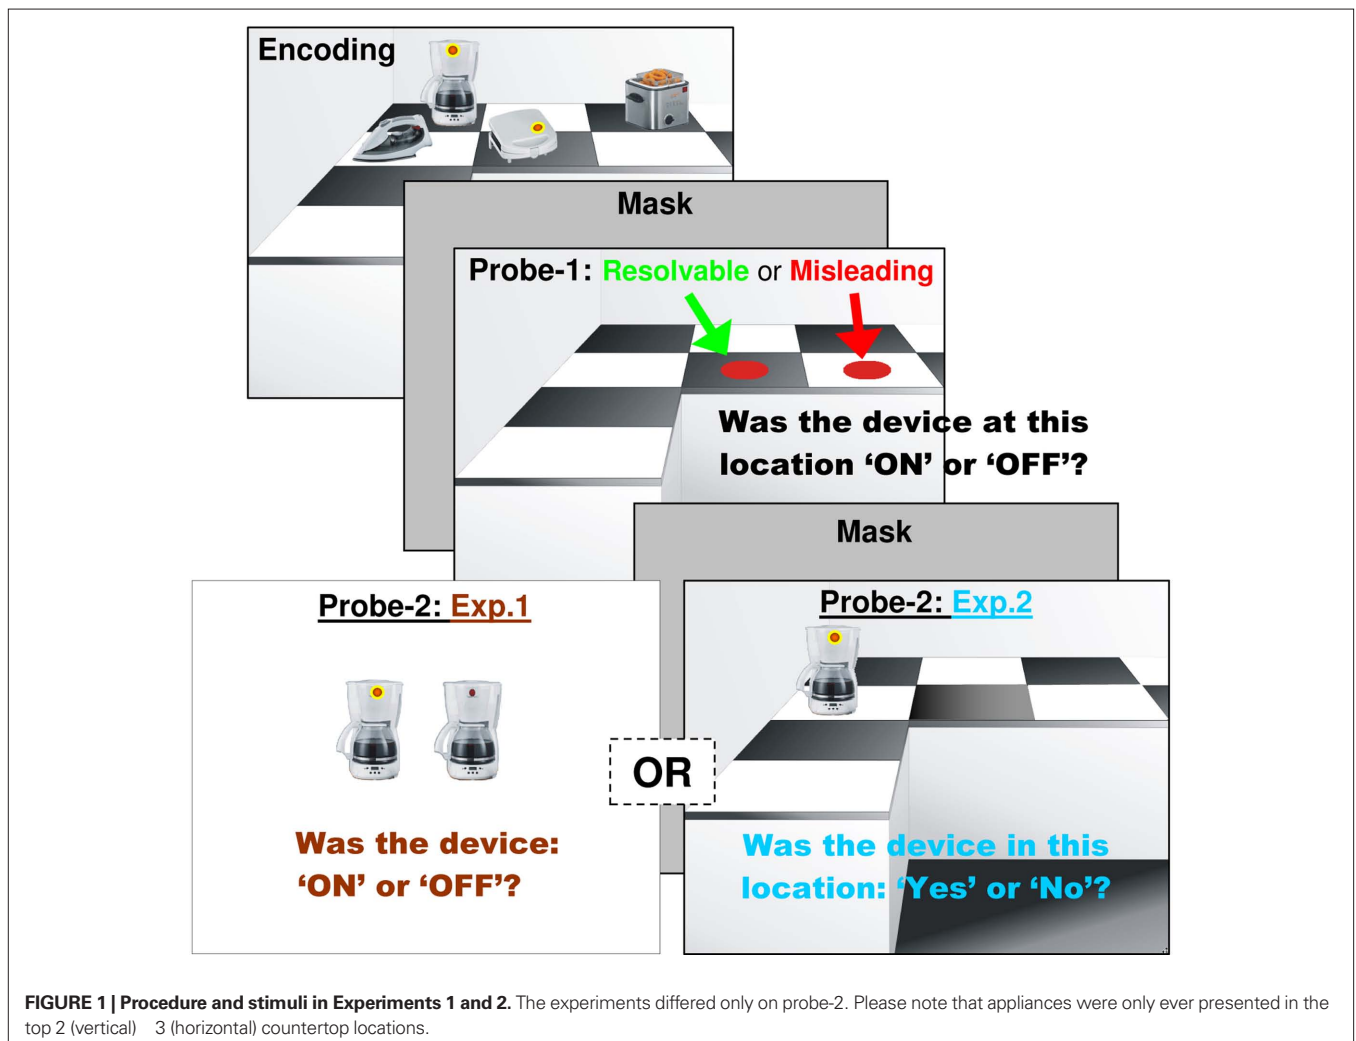 Encoding
Mask
Probe-1: Resolvable or Misleading
Was the device at this
location ‘ON’ or ‘OFF’?
Mask
Probe-2: Exp.1
Was the device:
‘ON’ or ‘OFF’?
OR
Probe-2: Exp.2
Was the device in this
location: ‘Yes’ or ‘No’?
FIGURE 1 | Procedure and stimuli in Experiments 1 and 2. The experiments differed only on probe-2. Please note that appliances were only ever presented in the
top 2 (vertical) 3 (horizontal) countertop locations.